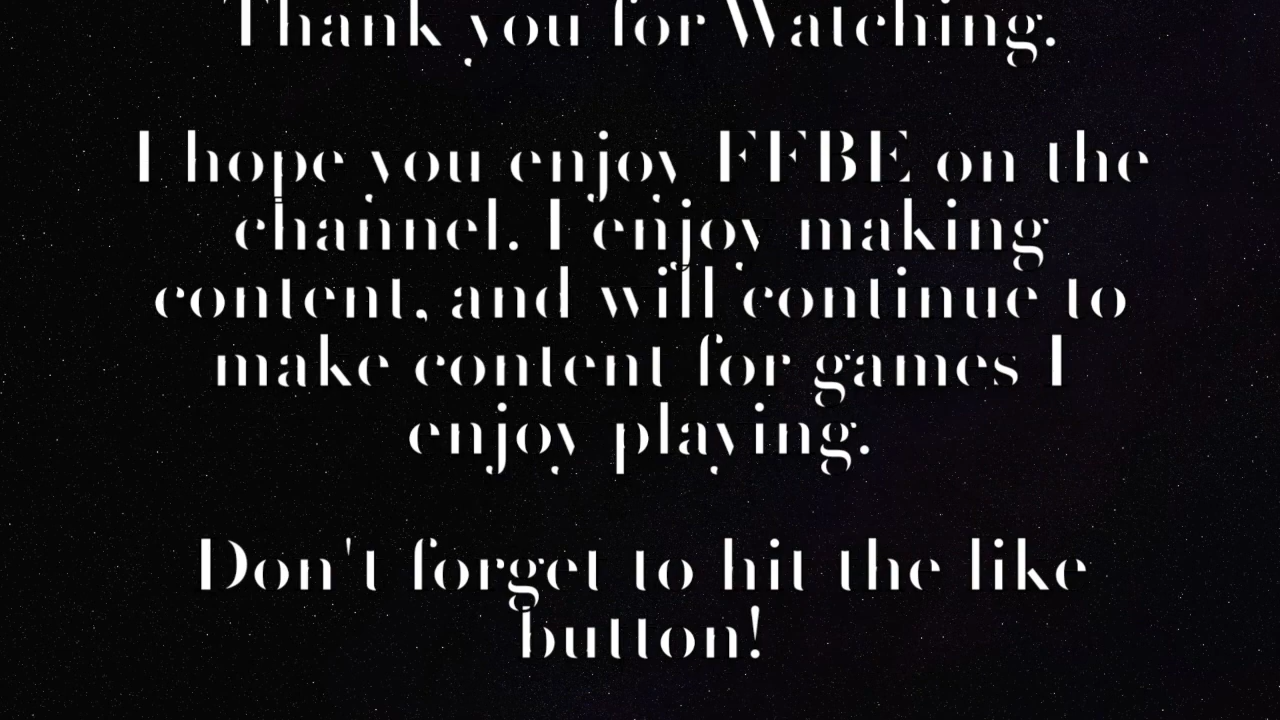 Thank you for Watching.
I hope you enjoy FFBE on the
channel. I enjoy making
content, and will continue to
make content for games I
enjoy playing.
Don't forget to hit the like
button!